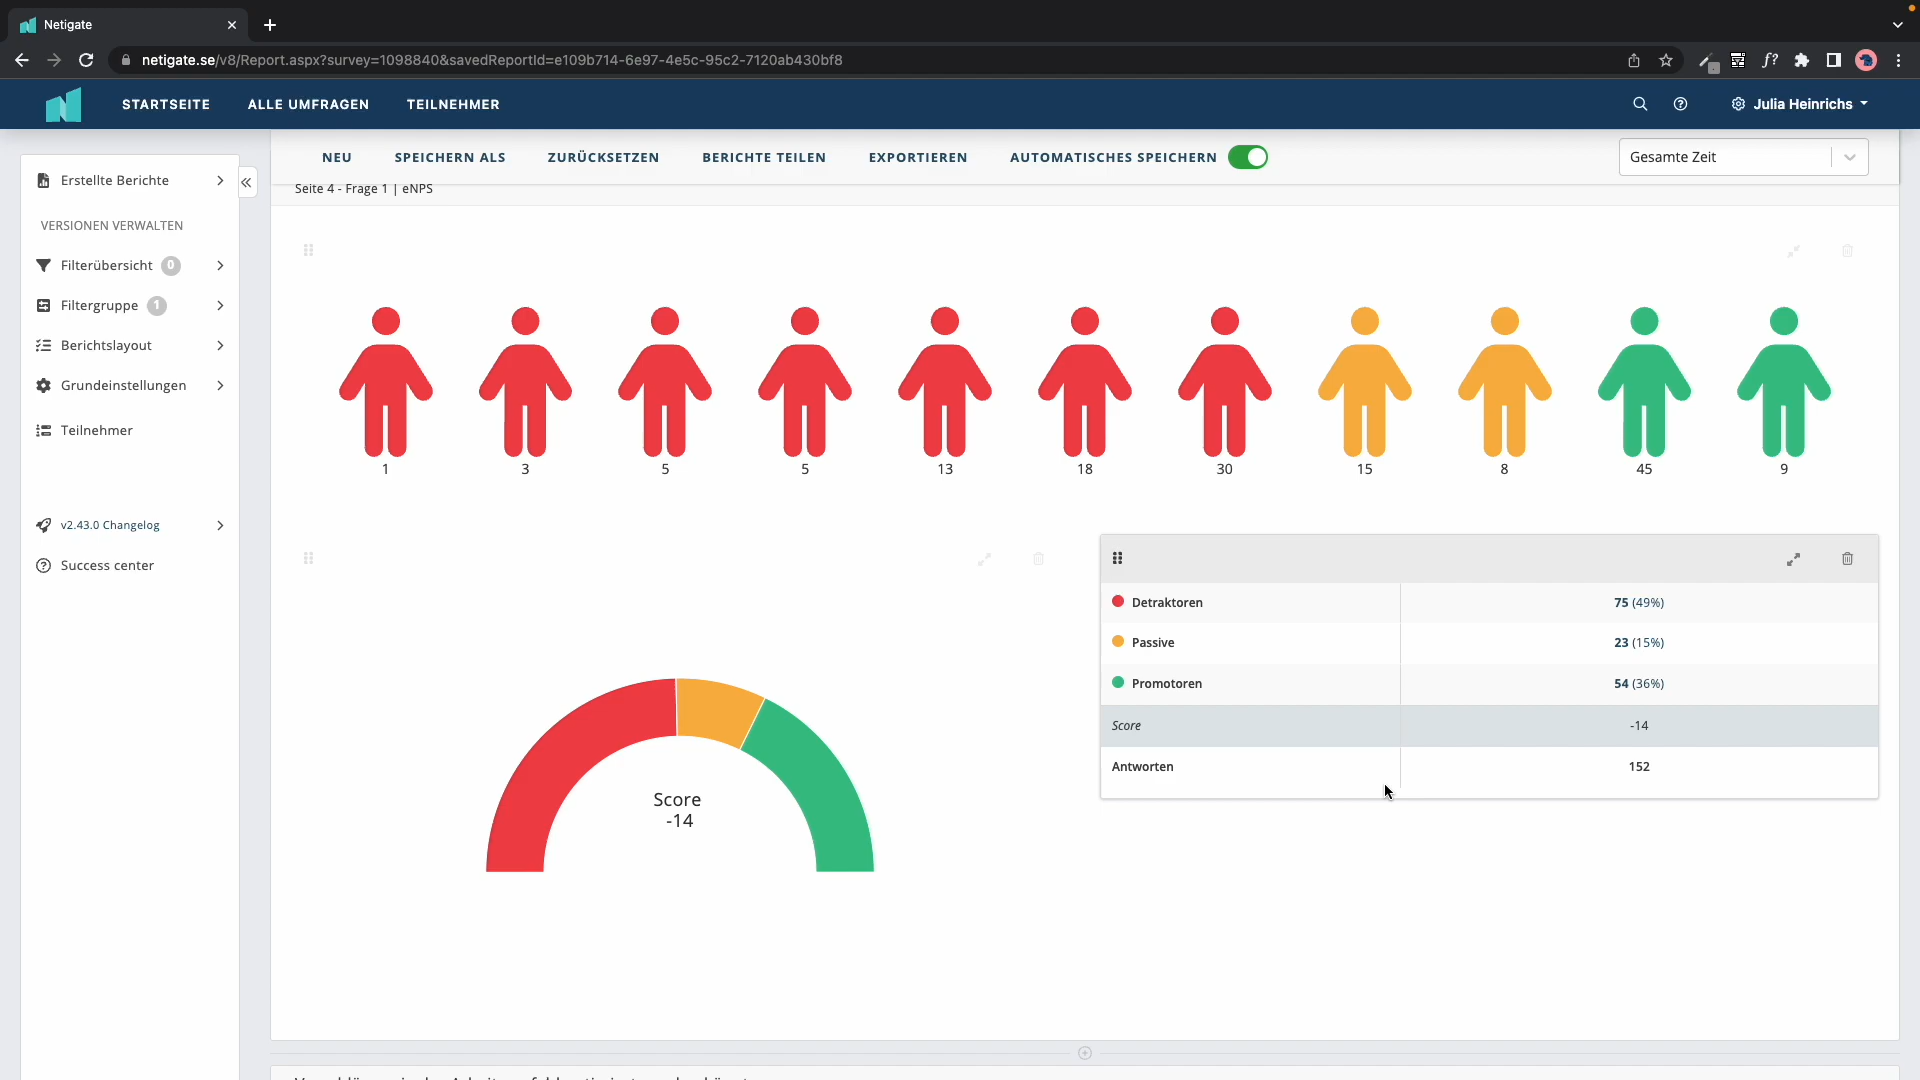 Netigate
netigate.se/v8/Report.aspx?survey=1098840&savedReportId=e109b714-6e97-4e5c-95c2-7120ab430bf8
f?
STARTSEITE ALLE UMFRAGEN TEILNEHMER
Julia Heinrichs
NEU SPEICHERN ALS ZURÜCKSETZEN BERICHTE TEILEN EXPORTIEREN AUTOMATISCHES SPEICHERN
Gesamte Zeit
Erstellte Berichte
VERSIONEN VERWALTEN
Filterübersicht 0
Filtergruppe 1
Berichtslayout
Grundeinstellungen
Teilnehmer
v2.43.0 Changelog
Success center
Seite 4 - Frage 1 | eNPS
1 3 5 5 13 18 30 15 8 45 9
Score
-14
Detraktoren 75 (49%)
Passive 23 (15%)
Promotoren 54 (36%)
Score -14
Antworten 152